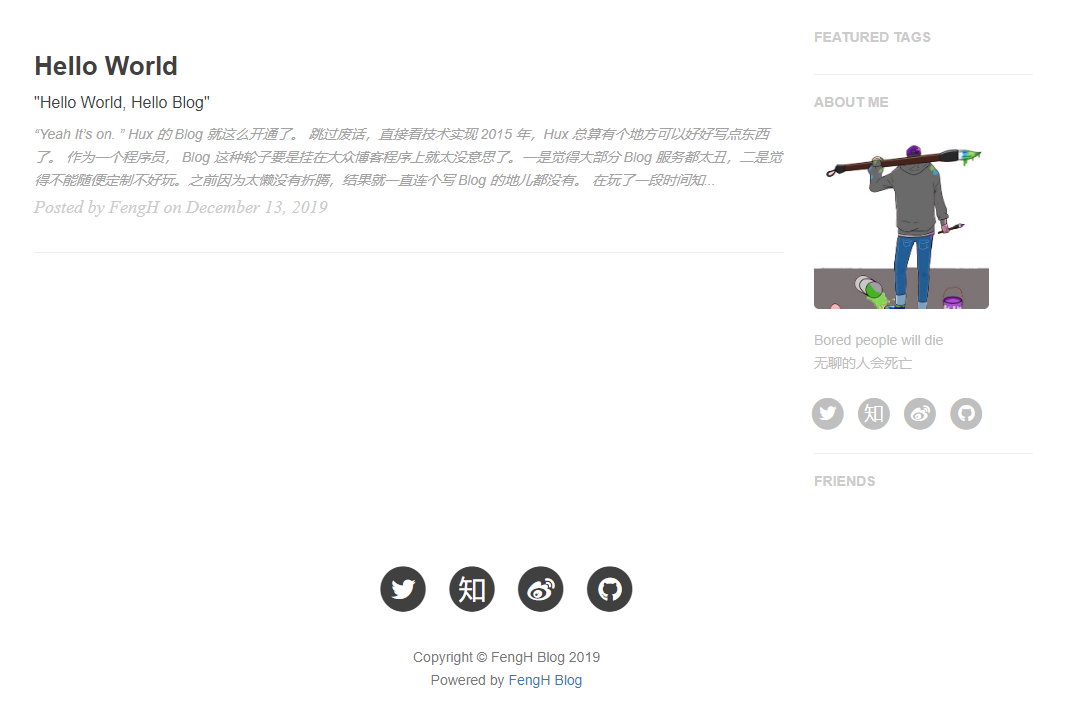 Hello World
"Hello World, Hello Blog"
“Yeah It’s on. ” Hux 的 Blog 就这么开通了。 跳过废话，直接看技术实现 2015 年，Hux 总算有个地方可以好好写点东西
了。 作为一个程序员， Blog 这种轮子要是挂在大众博客程序上就太没意思了。一是觉得大部分 Blog 服务都太丑，二是觉
得不能随便定制不好玩。之前因为太懒没有折腾，结果就一直连个写 Blog 的地儿都没有。 在玩了一段时间知...
Posted by FengH on December 13, 2019
FEATURED TAGS
ABOUT ME
Bored people will die
无聊的人会死亡
知
FRIENDS
知
Copyright © FengH Blog 2019
Powered by FengH Blog